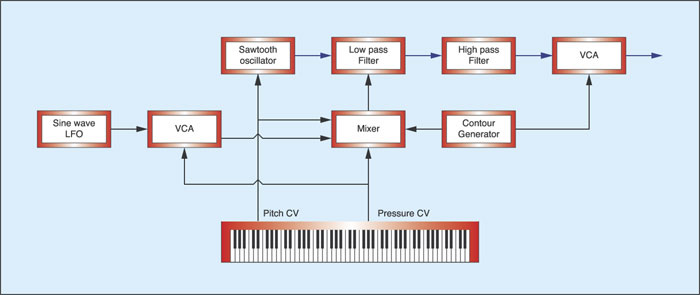 Sawtooth
oscillator
Low pass
Filter
High pass
Filter
VCA
Sine wave
LFO
VCA
Mixer
Contour
Generator
Pitch CV
Pressure CV